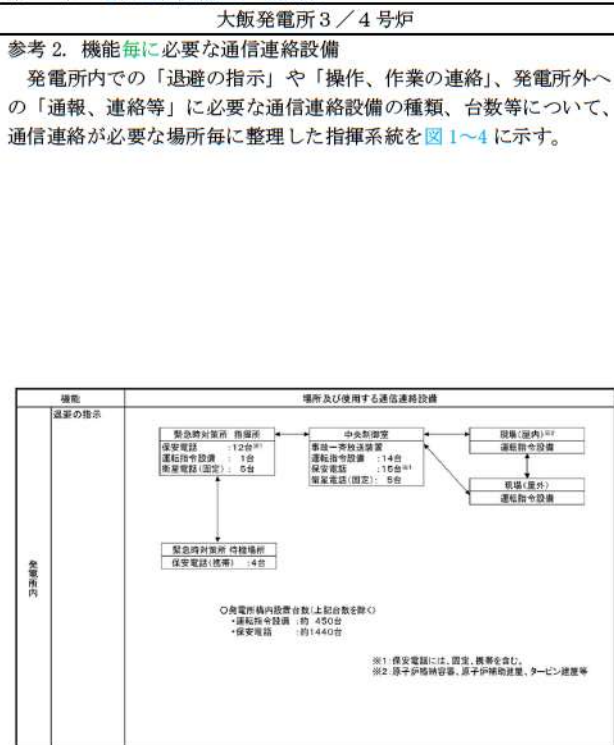 大飯発電所3/4号炉
参考 2. 機能毎に必要な通信連絡設備
発電所内での「退避の指示」や「操作、作業の連絡」、発電所外へ
の「通報、連絡等」に必要な通信連絡設備の種類、台数等について、
通信連絡が必要な場所毎に整理した指揮系統を図 1~4 に示す。
機能
場所及び使用する通信連絡設備
発電所内
退避の指示
緊急時対策所 指揮所
保安電話 :12台※1
運転指令設備 : 1台
衛星電話(固定): 5台
中央制御室
事故一斉放送装置
運転指令設備 :14台
保安電話 :15台※1
衛星電話(固定): 5台
現場(屋内)※2
運転指令設備
現場(屋外)
運転指令設備
緊急時対策所 待機場所
保安電話(携帯) :4台
○発電所構内設置台数(上記台数を除く)
・運転指令設備 :約 450台
・保安電話 :約1440台
※1:保安電話には、固定、携帯を含む。
※2:原子炉格納容器、原子炉補助建屋、タービン建屋等